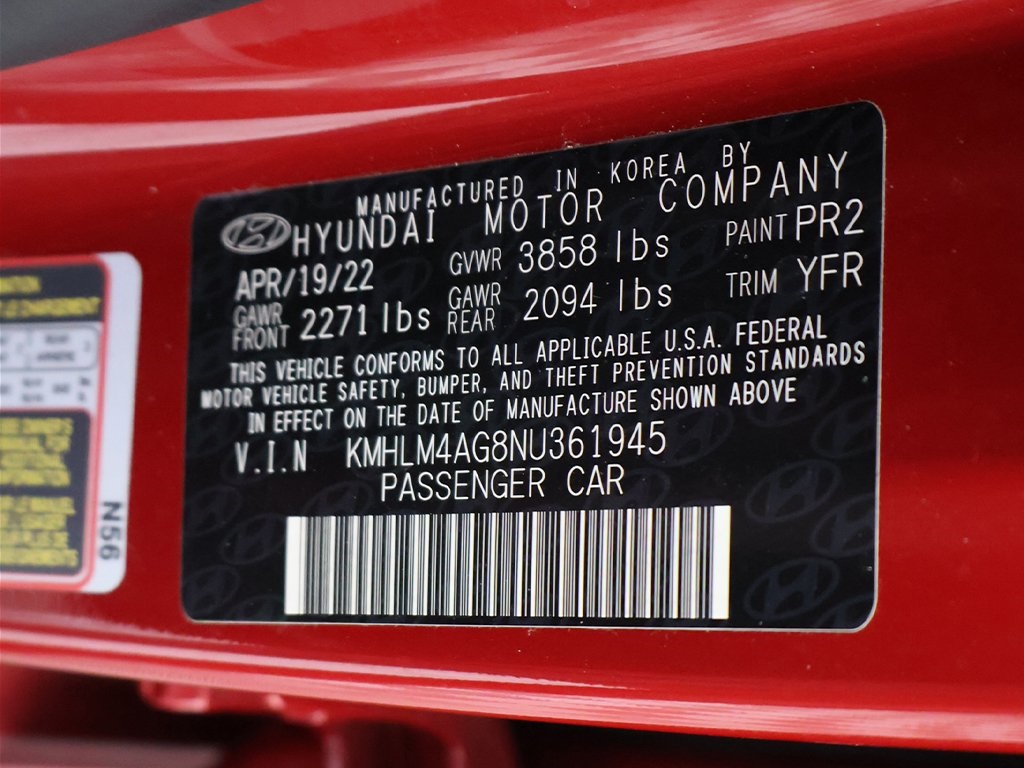 MANUFACTURED IN KOREA BY
HYUNDAI MOTOR COMPANY
APR/19/22 GVWR 3858 lbs PAINT PR2
GAWR FRONT 2271 lbs GAWR REAR 2094 lbs TRIM YFR
THIS VEHICLE CONFORMS TO ALL APPLICABLE U.S.A. FEDERAL
MOTOR VEHICLE SAFETY, BUMPER, AND THEFT PREVENTION STANDARDS
IN EFFECT ON THE DATE OF MANUFACTURE SHOWN ABOVE
V.I.N KMHLM4AG8NU361945
PASSENGER CAR
N56